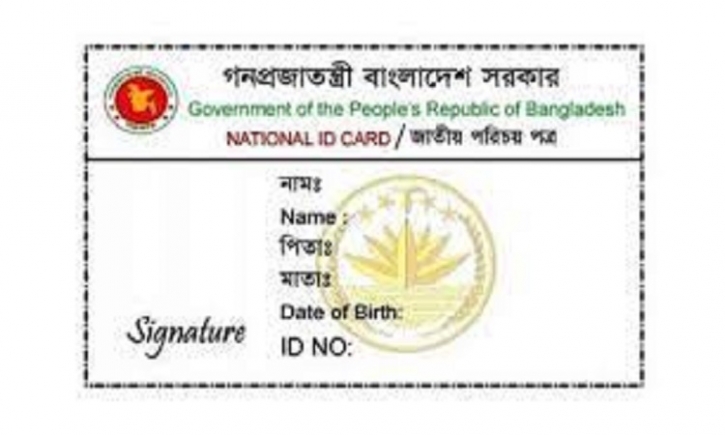 গনপ্রজাতন্ত্রী বাংলাদেশ সরকার
Government of the People's Republic of Bangladesh
NATIONAL ID CARD / জাতীয় পরিচয় পত্র
নামঃ
Name :
পিতাঃ
মাতাঃ
Date of Birth:
Signature
ID NO: